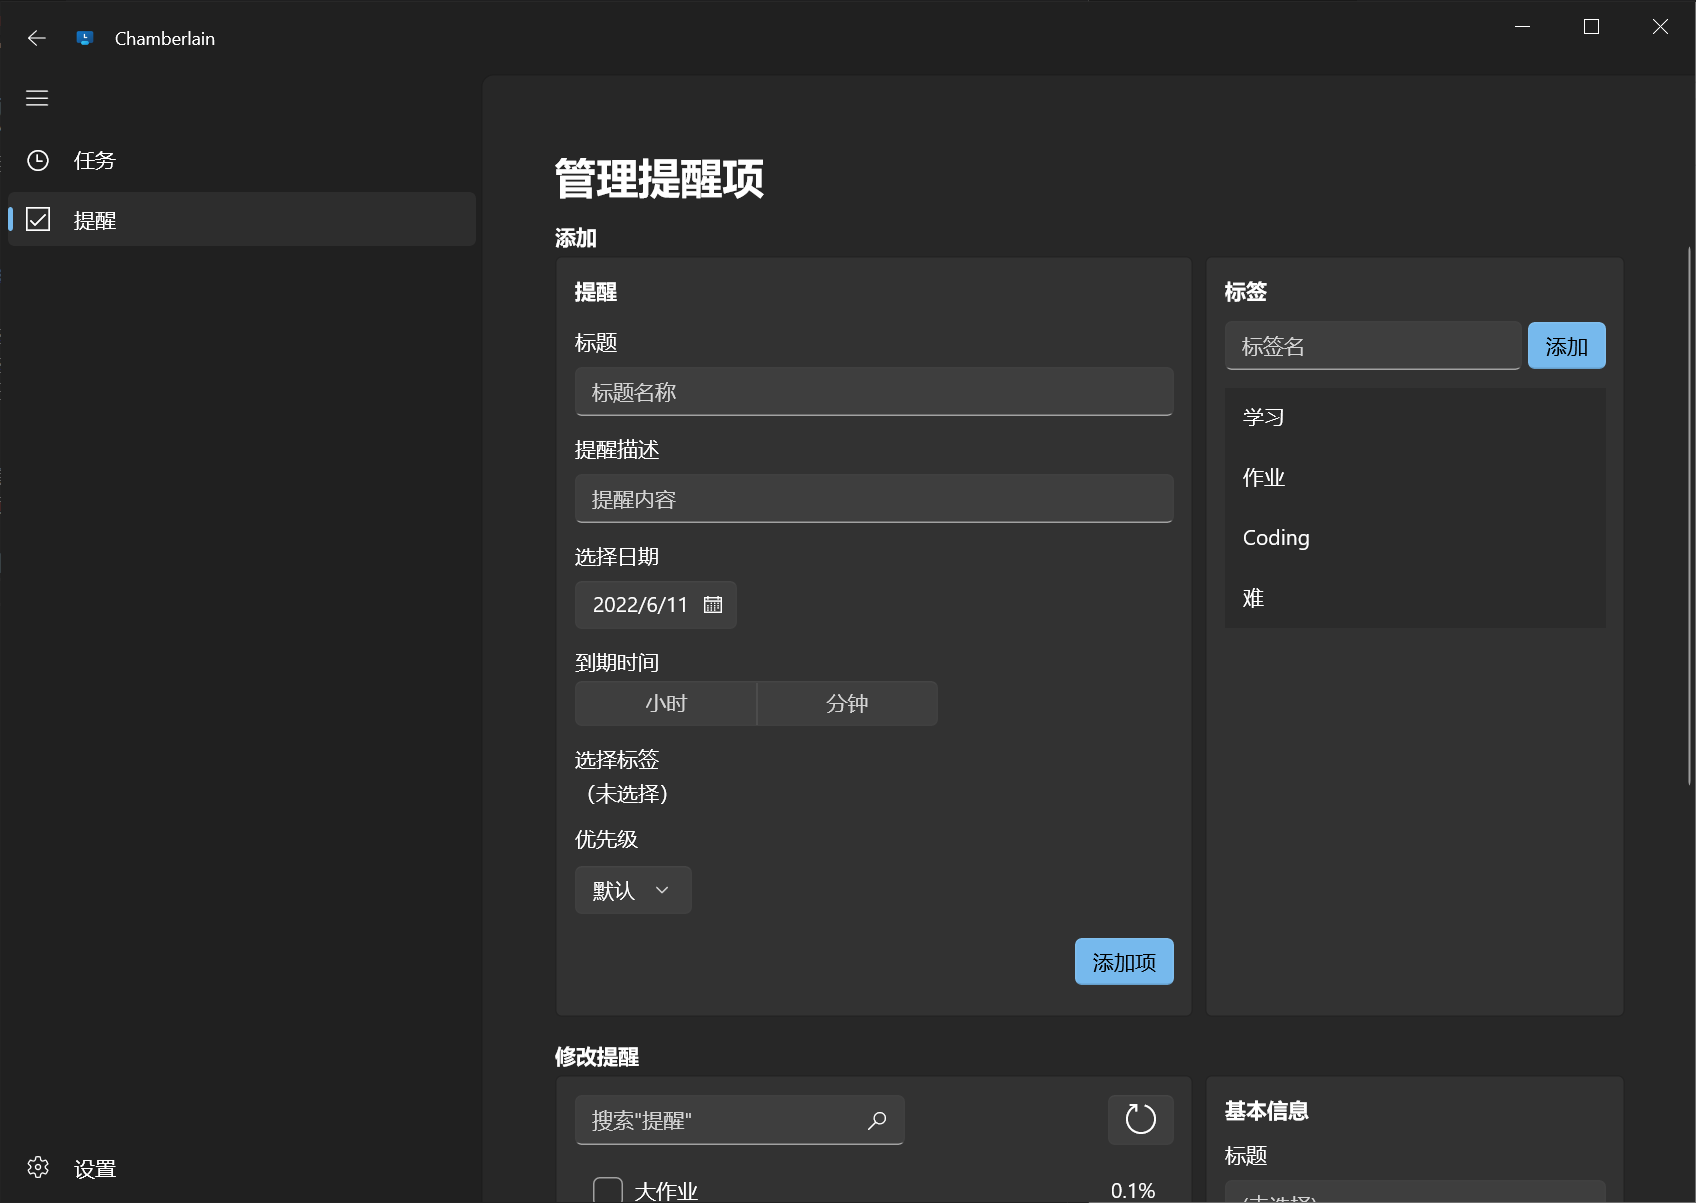 Chamberlain
任务
提醒
管理提醒项
添加
提醒
标题
标题名称
提醒描述
提醒内容
选择日期
2022/6/11
到期时间
小时 分钟
选择标签
（未选择）
优先级
默认
添加项
标签
标签名 添加
学习
作业
Coding
难
修改提醒
搜索"提醒"
大作业 0.1%
基本信息
标题
(未选择)
设置